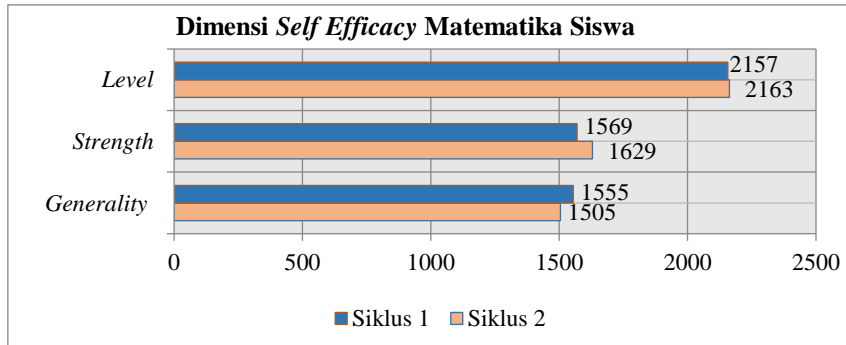 Dimensi Self Efficacy Matematika Siswa
Level
2157
2163
Strength
1569
1629
Generality
1555
1505
0 500 1000 1500 2000 2500
Siklus 1 Siklus 2